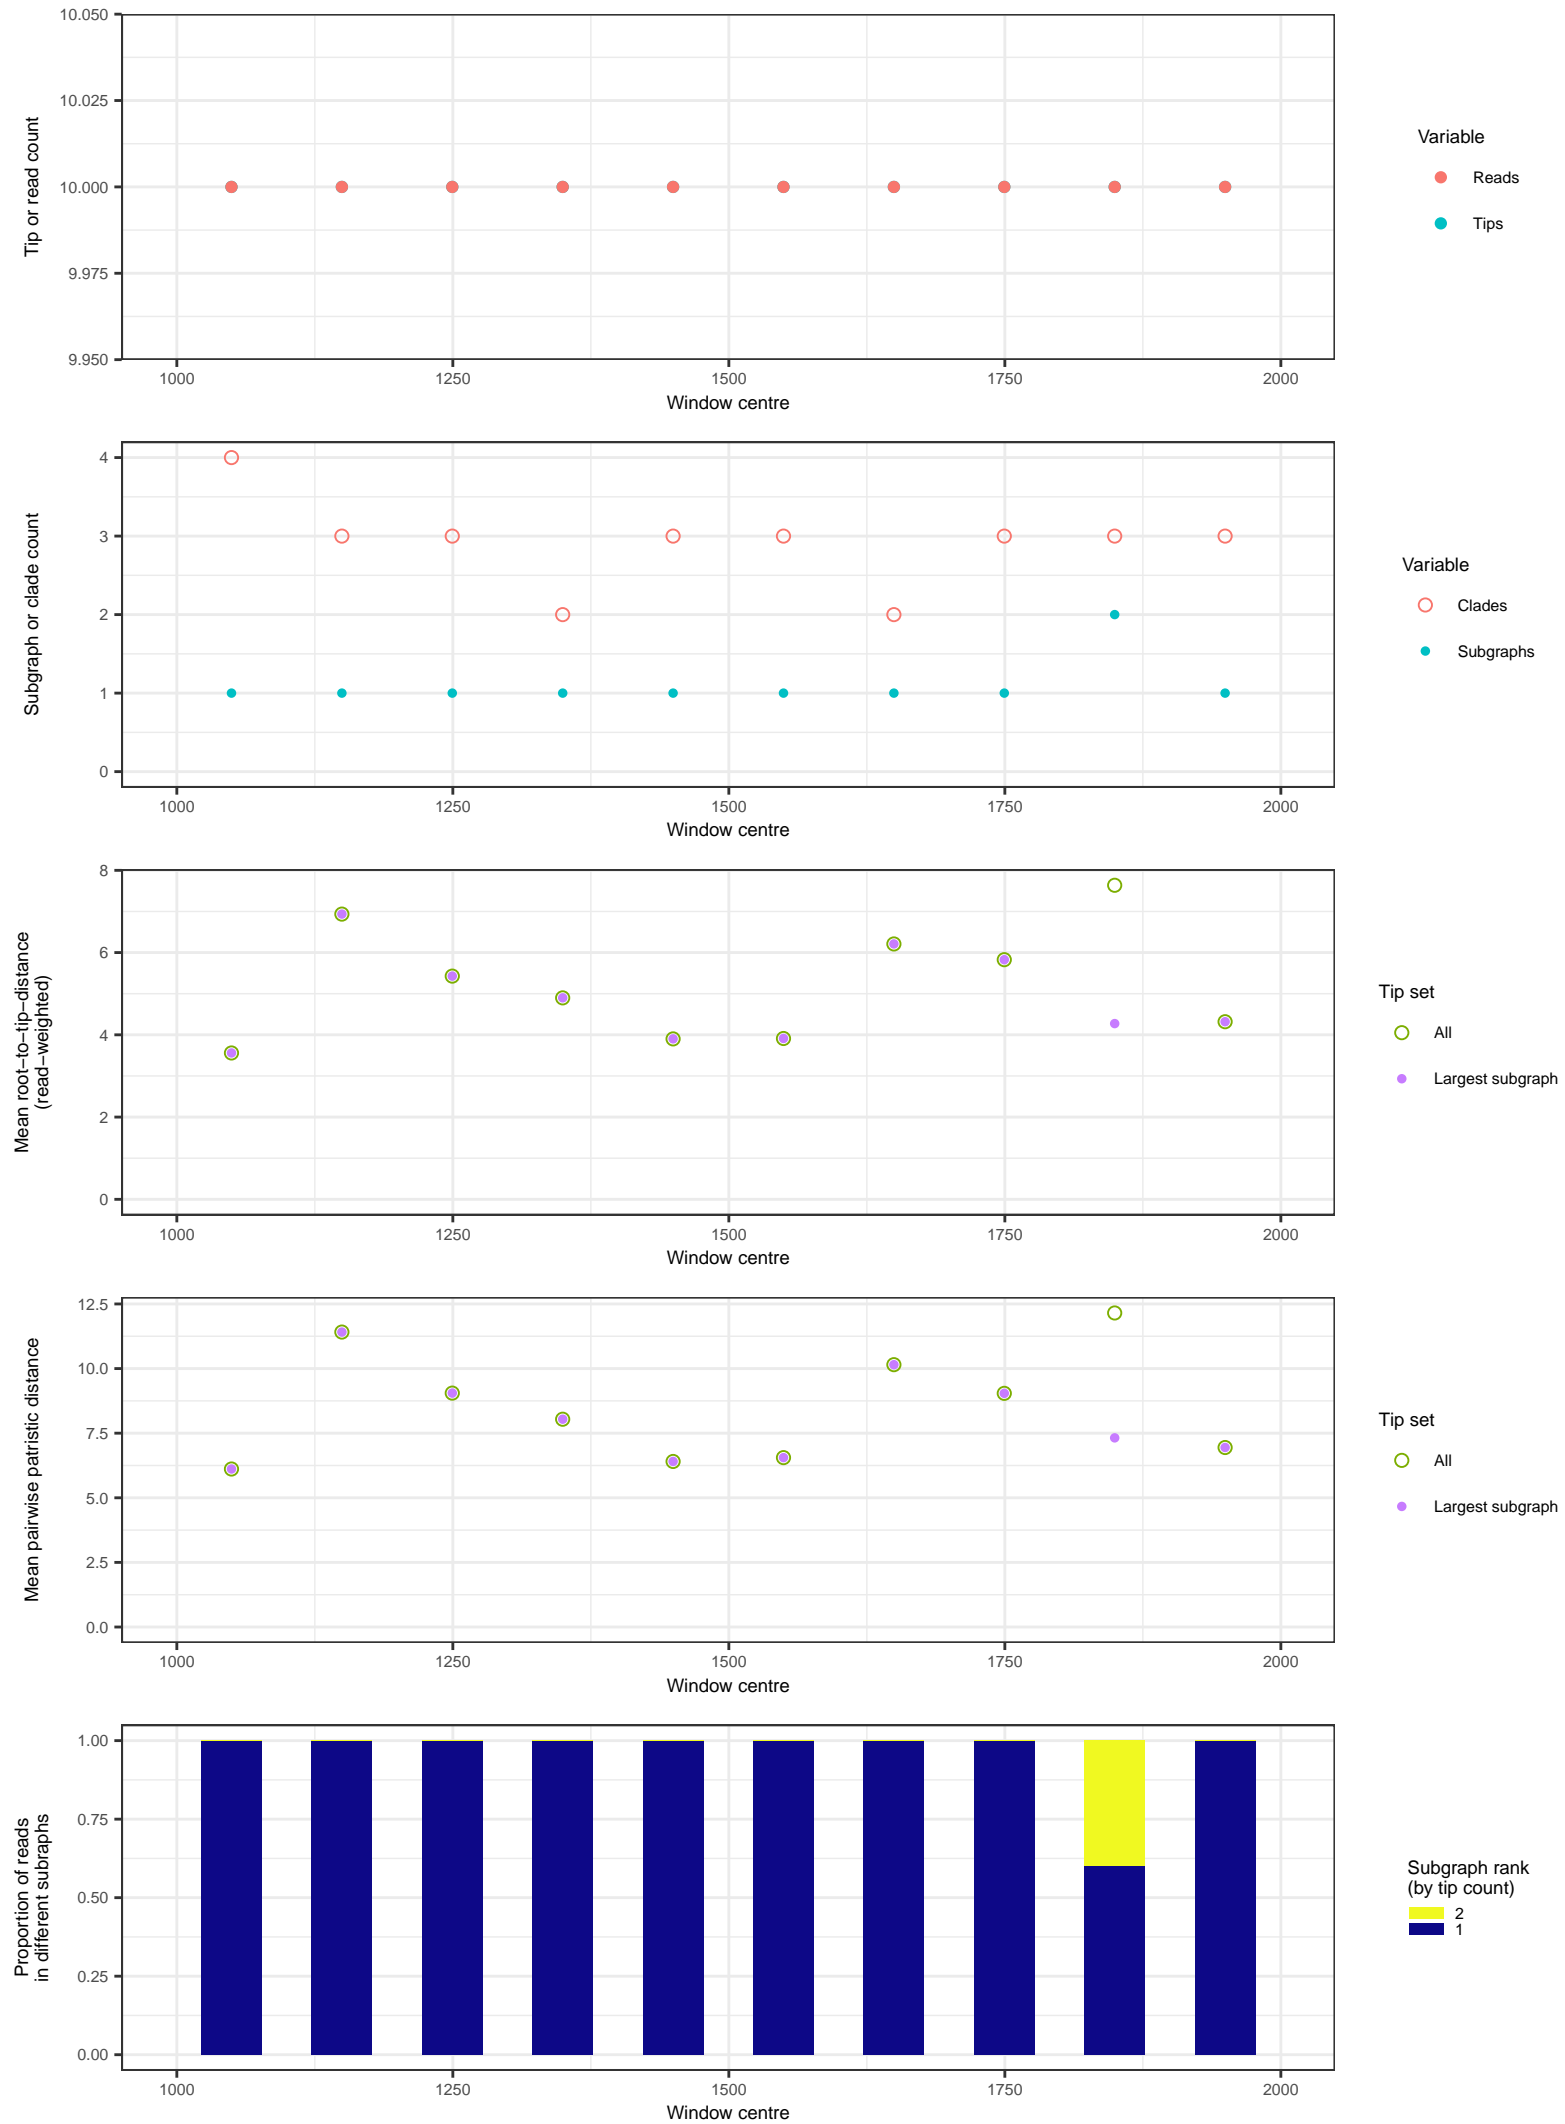 10.050
10.025
10.000
9.975
9.950
Tip or read count
1000 1250 1500 1750 2000
Window centre
Variable
Reads
Tips
4
3
2
1
0
Subgraph or clade count
1000 1250 1500 1750 2000
Window centre
Variable
Clades
Subgraphs
8
6
4
2
0
Mean root−to−tip−distance
(read−weighted)
1000 1250 1500 1750 2000
Window centre
Tip set
All
Largest subgraph
12.5
10.0
7.5
5.0
2.5
0.0
Mean pairwise patristic distance
1000 1250 1500 1750 2000
Window centre
Tip set
All
Largest subgraph
1.00
0.75
0.50
0.25
0.00
Proportion of reads
in different subraphs
1000 1250 1500 1750 2000
Window centre
Subgraph rank
(by tip count)
2
1